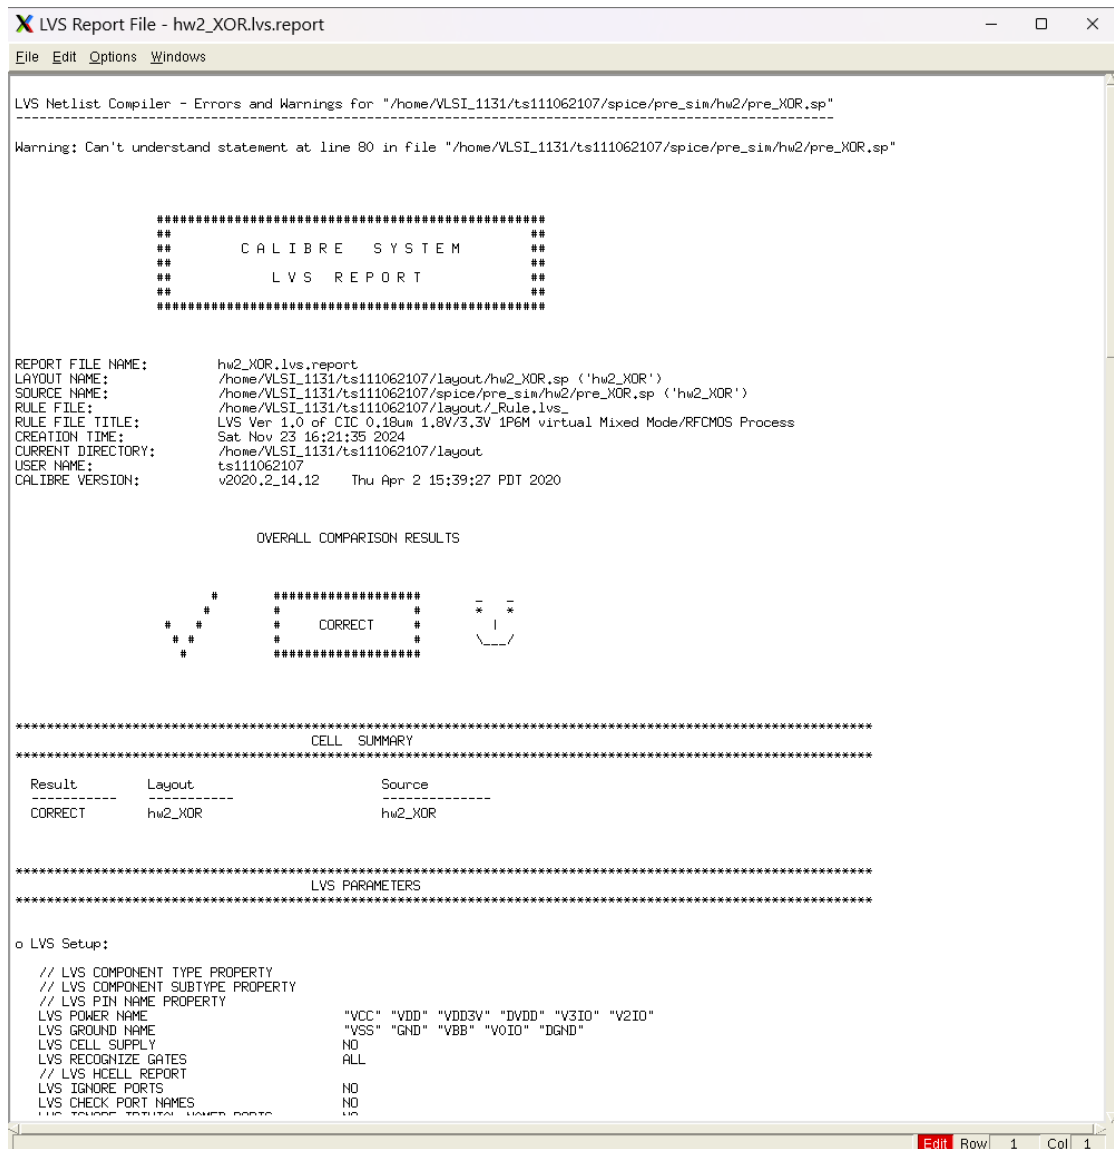 LVS Report File - hw2_XOR.lvs.report
File Edit Options Windows
LVS Netlist Compiler - Errors and Warnings for "/home/VLSI_1131/ts111062107/spice/pre_sim/hw2/pre_XOR.sp"
--------------------------------------------------------------------------------------------------------
Warning: Can't understand statement at line 80 in file "/home/VLSI_1131/ts111062107/spice/pre_sim/hw2/pre_XOR.sp"
##################################################
## ##
## C A L I B R E S Y S T E M ##
## ##
## L V S R E P O R T ##
## ##
##################################################
REPORT FILE NAME: hw2_XOR.lvs.report
LAYOUT NAME: /home/VLSI_1131/ts111062107/layout/hw2_XOR.sp ('hw2_XOR')
SOURCE NAME: /home/VLSI_1131/ts111062107/spice/pre_sim/hw2/pre_XOR.sp ('hw2_XOR')
RULE FILE: /home/VLSI_1131/ts111062107/layout/_Rule.lvs_
RULE FILE TITLE: LVS Ver 1.0 of CIC 0.18um 1.8V/3.3V 1P6M virtual Mixed Mode/RFCMOS Process
CREATION TIME: Sat Nov 23 16:21:35 2024
CURRENT DIRECTORY: /home/VLSI_1131/ts111062107/layout
USER NAME: ts111062107
CALIBRE VERSION: v2020.2_14.12 Thu Apr 2 15:39:27 PDT 2020
OVERALL COMPARISON RESULTS
# ################### _ _
# # # * *
# # # CORRECT # |
# # # # \___/
# ###################
**************************************************************************************************************
CELL SUMMARY
**************************************************************************************************************
Result Layout Source
----------- ----------- --------------
CORRECT hw2_XOR hw2_XOR
**************************************************************************************************************
LVS PARAMETERS
**************************************************************************************************************
o LVS Setup:
// LVS COMPONENT TYPE PROPERTY
// LVS COMPONENT SUBTYPE PROPERTY
// LVS PIN NAME PROPERTY
LVS POWER NAME "VCC" "VDD" "VDD3V" "DVDD" "V3IO" "V2IO"
LVS GROUND NAME "VSS" "GND" "VBB" "V0IO" "DGND"
LVS CELL SUPPLY NO
LVS RECOGNIZE GATES ALL
// LVS HCELL REPORT
LVS IGNORE PORTS NO
LVS CHECK PORT NAMES NO
LVS IGNORE TRIVIAL NAMED PORTS NO
Edit Row 1 Col 1